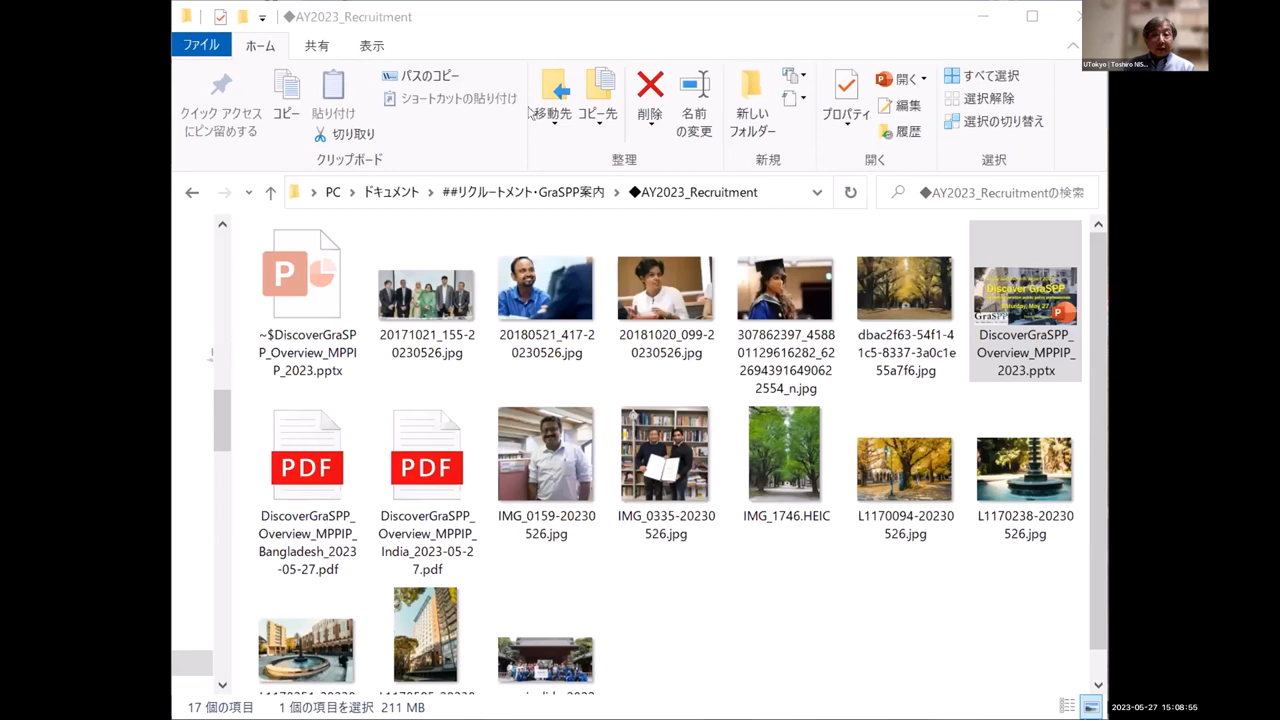 ◆AY2023_Recruitment
ファイル ホーム 共有 表示
クイック アクセス
にピン留めする
コピー
貼り付け
パスのコピー
ショートカットの貼り付け
切り取り
クリップボード
移動先
コピー先
削除
名前
の変更
整理
新しい
フォルダー
新規
プロパティ
開く
編集
履歴
開く
すべて選択
選択解除
選択の切り替え
選択
PC ドキュメント ##リクルートメント・GraSPP案内 ◆AY2023_Recruitment
◆AY2023_Recruitmentの検索
UTokyo | Toshiro NIS...
P
~$DiscoverGraSP
P_Overview_MPPI
P_2023.pptx
20171021_155-2
0230526.jpg
20180521_417-2
0230526.jpg
20181020_099-2
0230526.jpg
307862397_4588
01129616282_62
2694391649062
2554_n.jpg
dbac2f63-54f1-4
1c5-8337-3a0c1e
55a7f6.jpg
Discover GraSPP
Saturday, May 27
GraSPP
P
DiscoverGraSPP_
Overview_MPPIP_
2023.pptx
PDF
DiscoverGraSPP_
Overview_MPPIP_
Bangladesh_2023
-05-27.pdf
PDF
DiscoverGraSPP_
Overview_MPPIP_
India_2023-05-2
7.pdf
IMG_0159-20230
526.jpg
IMG_0335-20230
526.jpg
IMG_1746.HEIC
L1170094-20230
526.jpg
L1170238-20230
526.jpg
17 個の項目 1 個の項目を選択 211 MB
2023-05-27 15:08:55